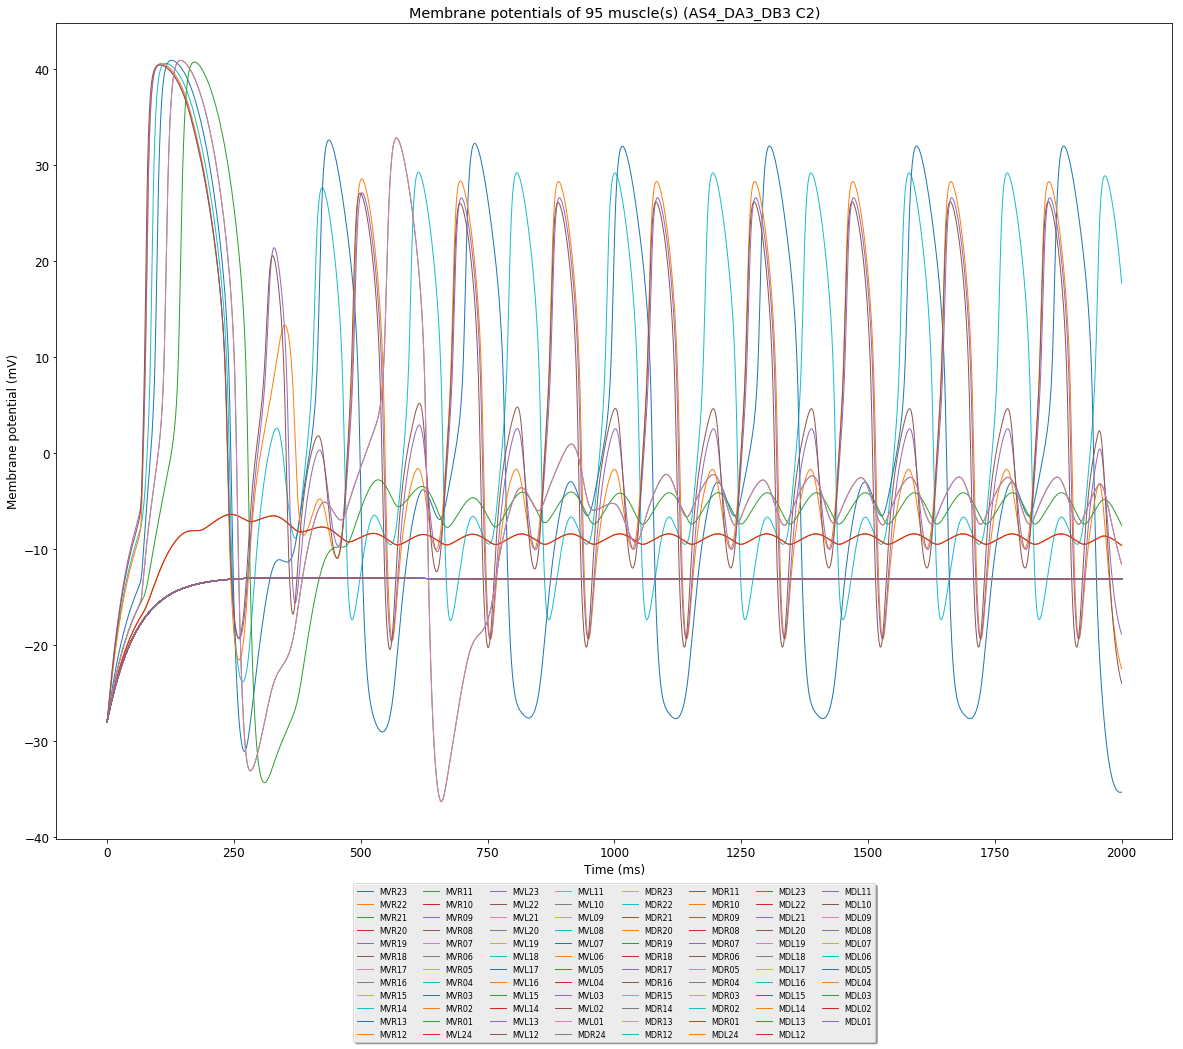 Membrane potentials of 95 muscle(s) (AS4_DA3_DB3 C2)
40
30
20
10
0
−10
−20
−30
−40
Membrane potential (mV)
0 250 500 750 1000 1250 1500 1750 2000
Time (ms)
MVR23 MVR11 MVL23 MVL11 MDR23 MDR11 MDL23 MDL11
MVR22 MVR10 MVL22 MVL10 MDR22 MDR10 MDL22 MDL10
MVR21 MVR09 MVL21 MVL09 MDR21 MDR09 MDL21 MDL09
MVR20 MVR08 MVL20 MVL08 MDR20 MDR08 MDL20 MDL08
MVR19 MVR07 MVL19 MVL07 MDR19 MDR07 MDL19 MDL07
MVR18 MVR06 MVL18 MVL06 MDR18 MDR06 MDL18 MDL06
MVR17 MVR05 MVL17 MVL05 MDR17 MDR05 MDL17 MDL05
MVR16 MVR04 MVL16 MVL04 MDR16 MDR04 MDL16 MDL04
MVR15 MVR03 MVL15 MVL03 MDR15 MDR03 MDL15 MDL03
MVR14 MVR02 MVL14 MVL02 MDR14 MDR02 MDL14 MDL02
MVR13 MVR01 MVL13 MVL01 MDR13 MDR01 MDL13 MDL01
MVR12 MVL24 MVL12 MDR24 MDR12 MDL24 MDL12